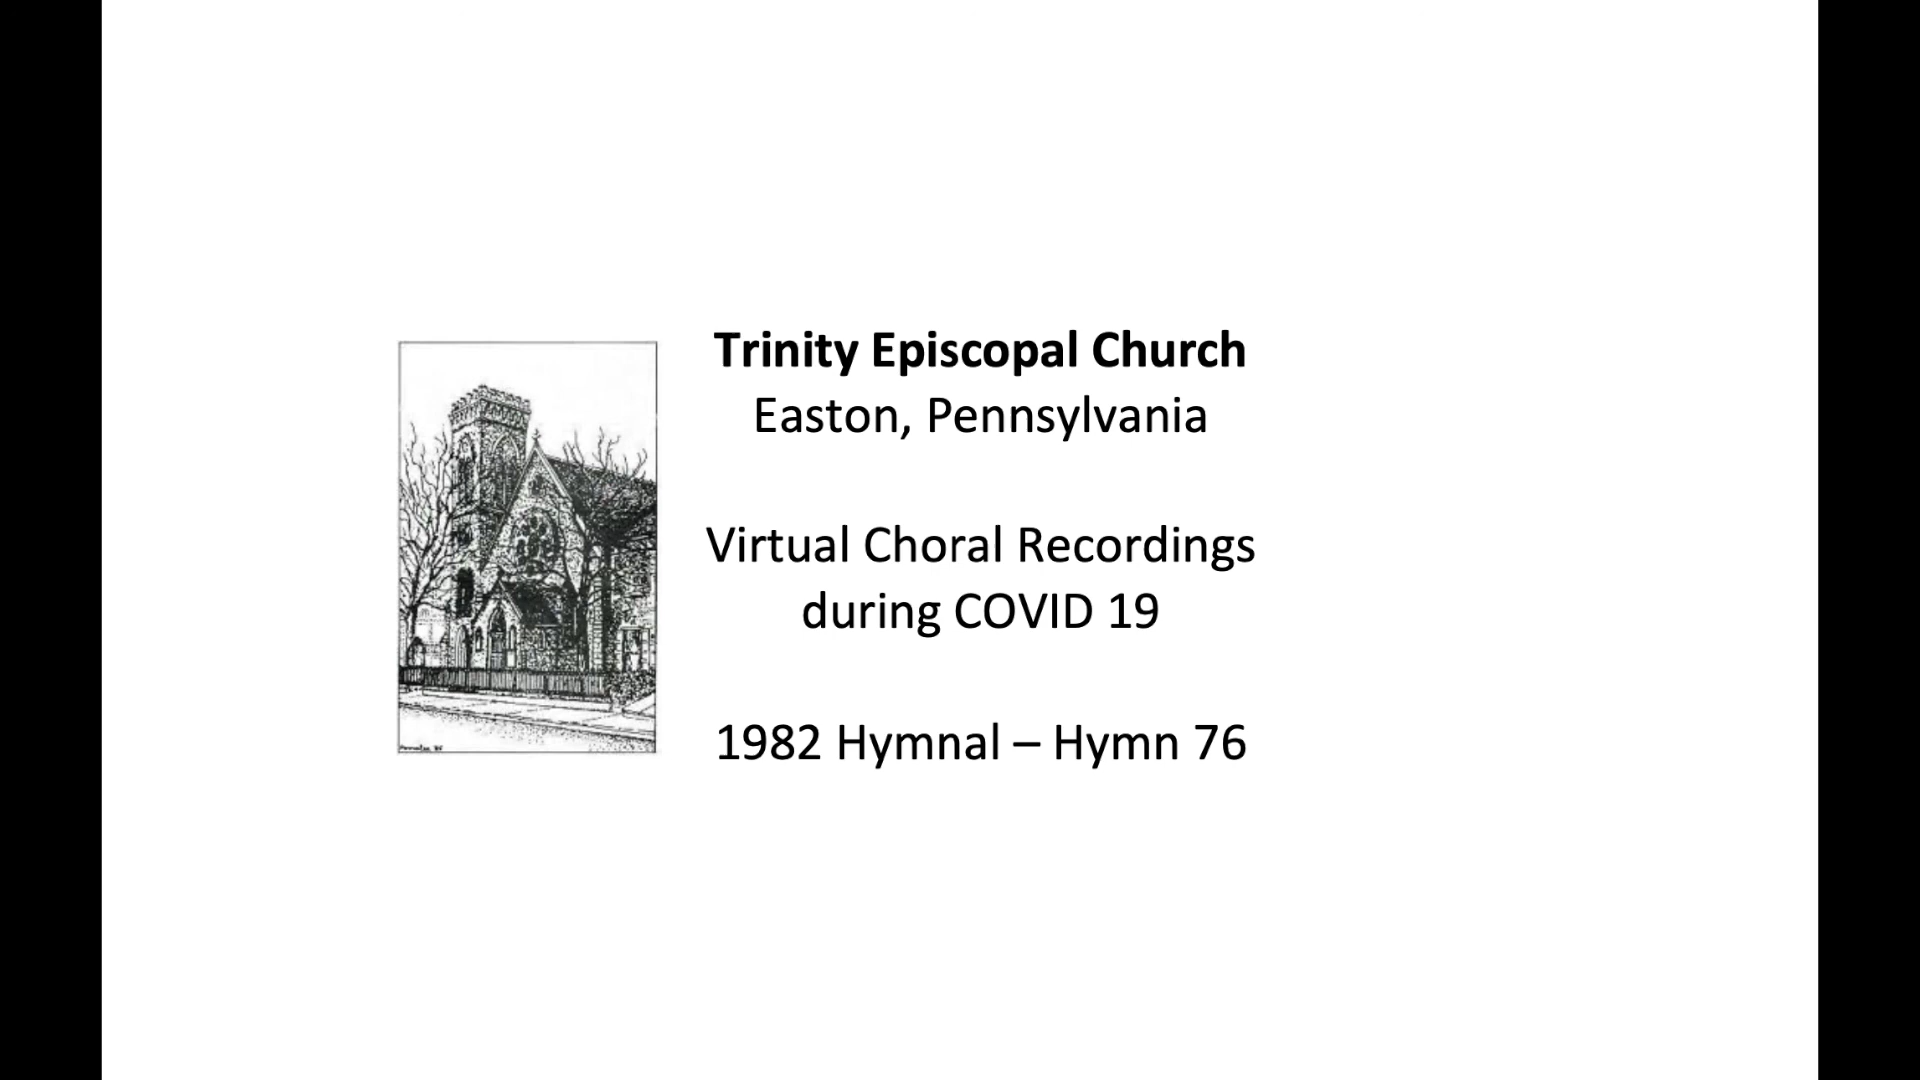 Trinity Episcopal Church
Easton, Pennsylvania
Virtual Choral Recordings
during COVID 19
1982 Hymnal – Hymn 76